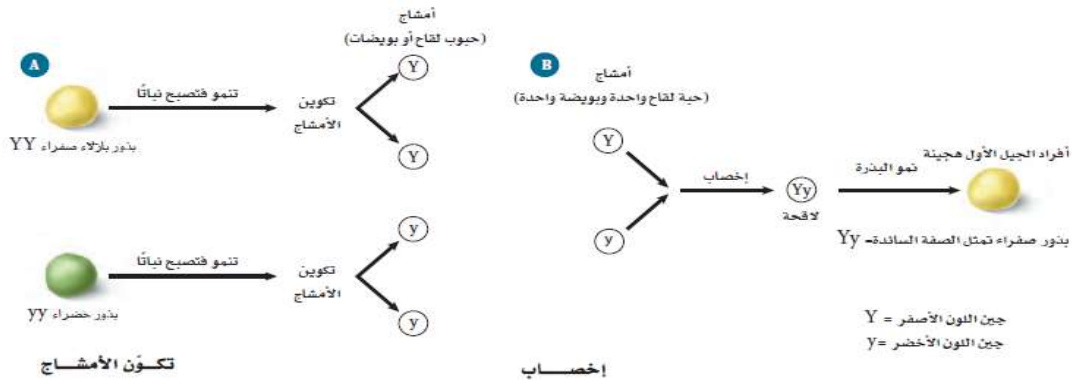 A
أمشاج
(حبوب لقاح أو بويضات)
Y
تنمو فتصبح نباتًا
تكوين
الأمشاج
Y
بذور بازلاء صفراء YY
y
تنمو فتصبح نباتًا
تكوين
الأمشاج
y
بذور خضراء yy
تكوّن الأمشاج
B
أمشاج
(حبة لقاح واحدة وبويضة واحدة)
Y
y
إخصاب
Yy
لاقحة
أفراد الجيل الأول هجينة
نمو البذرة
بذور صفراء تمثل الصفة السائدة- Yy
جين اللون الأصفر = Y
جين اللون الأخضر =y
إخصاب